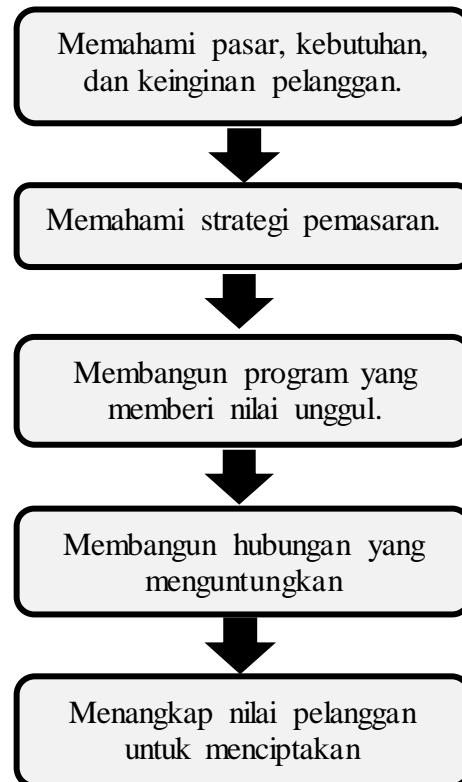 Memahami pasar, kebutuhan,
dan keinginan pelanggan.
Memahami strategi pemasaran.
Membangun program yang
memberi nilai unggul.
Membangun hubungan yang
menguntungkan
Menangkap nilai pelanggan
untuk menciptakan